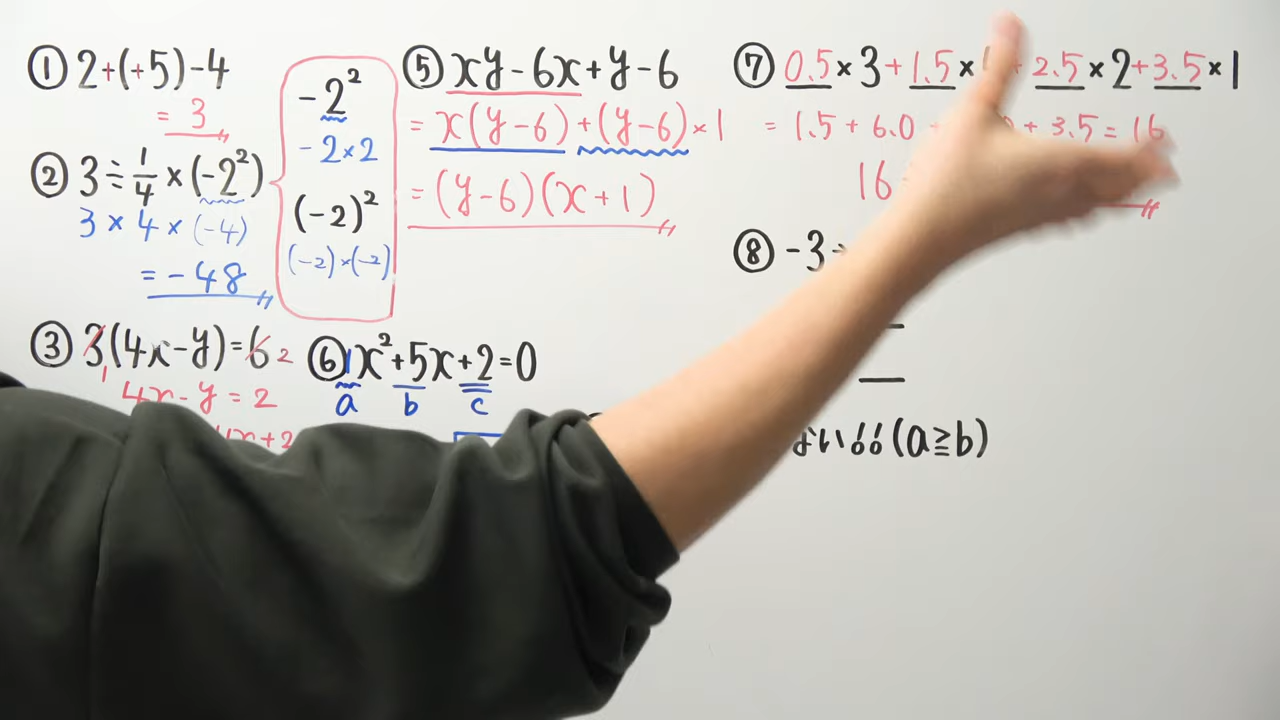 ① 2+(+5)-4
= 3
② 3÷1/4×(-2²)
3×4×(-4)
= -48
-2²
-2×2
(-2)²
(-2)×(-2)
③ 3(4x-y)=6 2
1
4x-y=2
4x+2
⑤ xy-6x+y-6
= x(y-6)+(y-6)×1
= (y-6)(x+1)
⑥ 1x²+5x+2=0
a b c
⑦ 0.5×3+1.5× 2.5×2+3.5×1
= 1.5+6.0 + 3.5=16
16
⑧ -3
ない!!(a≧b)